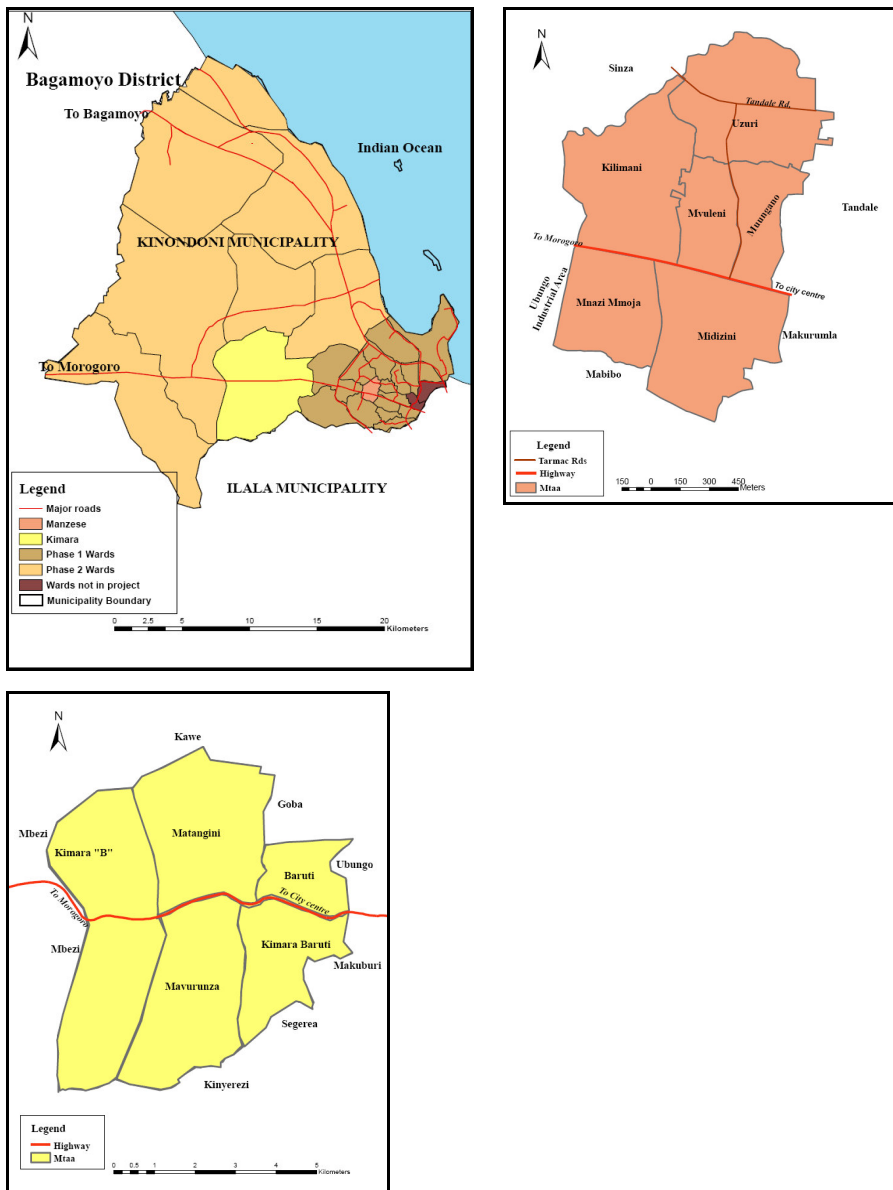 N
Bagamoyo District
To Bagamoyo
Indian Ocean
KINONDONI MUNICIPALITY
To Morogoro
ILALA MUNICIPALITY
Legend
Major roads
Manzese
Kimara
Phase 1 Wards
Phase 2 Wards
Wards not in project
Municipality Boundary
0 2.5 5 10 15 20
Kilometers
N
Sinza
Tandale Rd.
Uzuri
Kilimani
Tandale
Mvuleni
Muungano
To Morogoro
To city centre
Ubungo
Industrial Area
Mnazi Mmoja
Midizini
Makurumla
Mabibo
Legend
Tarmac Rds
Highway
Mtaa
150 0 150 300 450
Meters
N
Kawe
Goba
Mbezi
Matangini
Kimara "B"
Ubungo
Baruti
To Morogoro
To City centre
Mbezi
Kimara Baruti
Makuburi
Mavurunza
Segerea
Kinyerezi
Legend
Highway
Mtaa
0 0.5 1 2 3 4 5
Kilometers